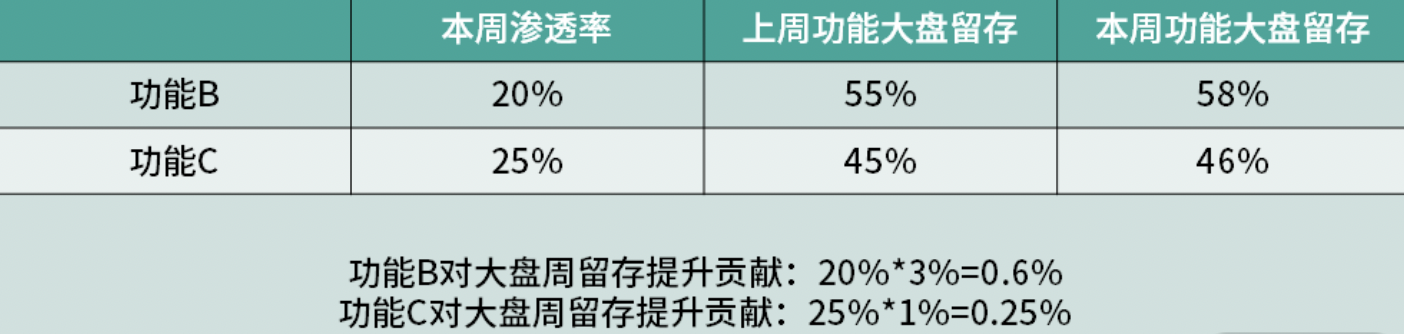 本周渗透率 上周功能大盘留存 本周功能大盘留存
功能B 20% 55% 58%
功能C 25% 45% 46%
功能B对大盘周留存提升贡献：20%*3%=0.6%
功能C对大盘周留存提升贡献：25%*1%=0.25%